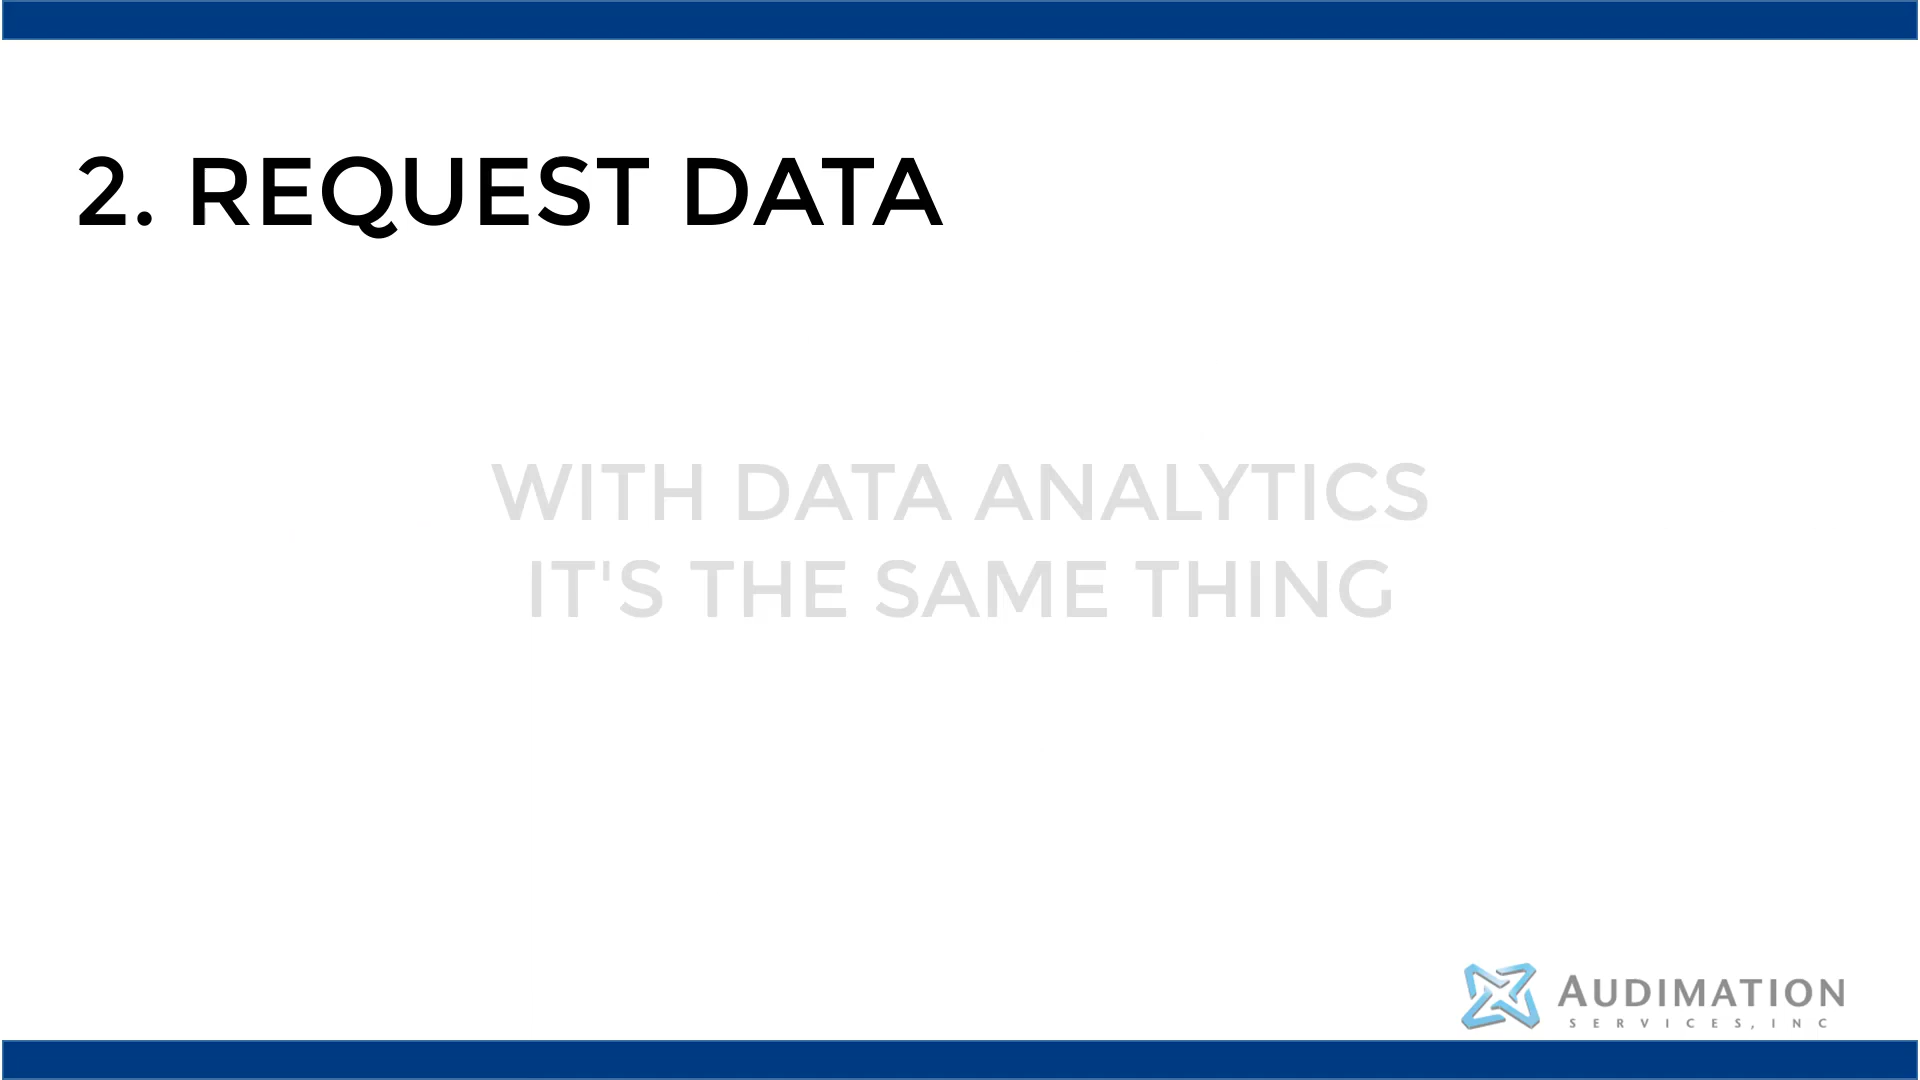 2. REQUEST DATA
WITH DATA ANALYTICS
IT'S THE SAME THING
AUDIMATION
SERVICES, INC